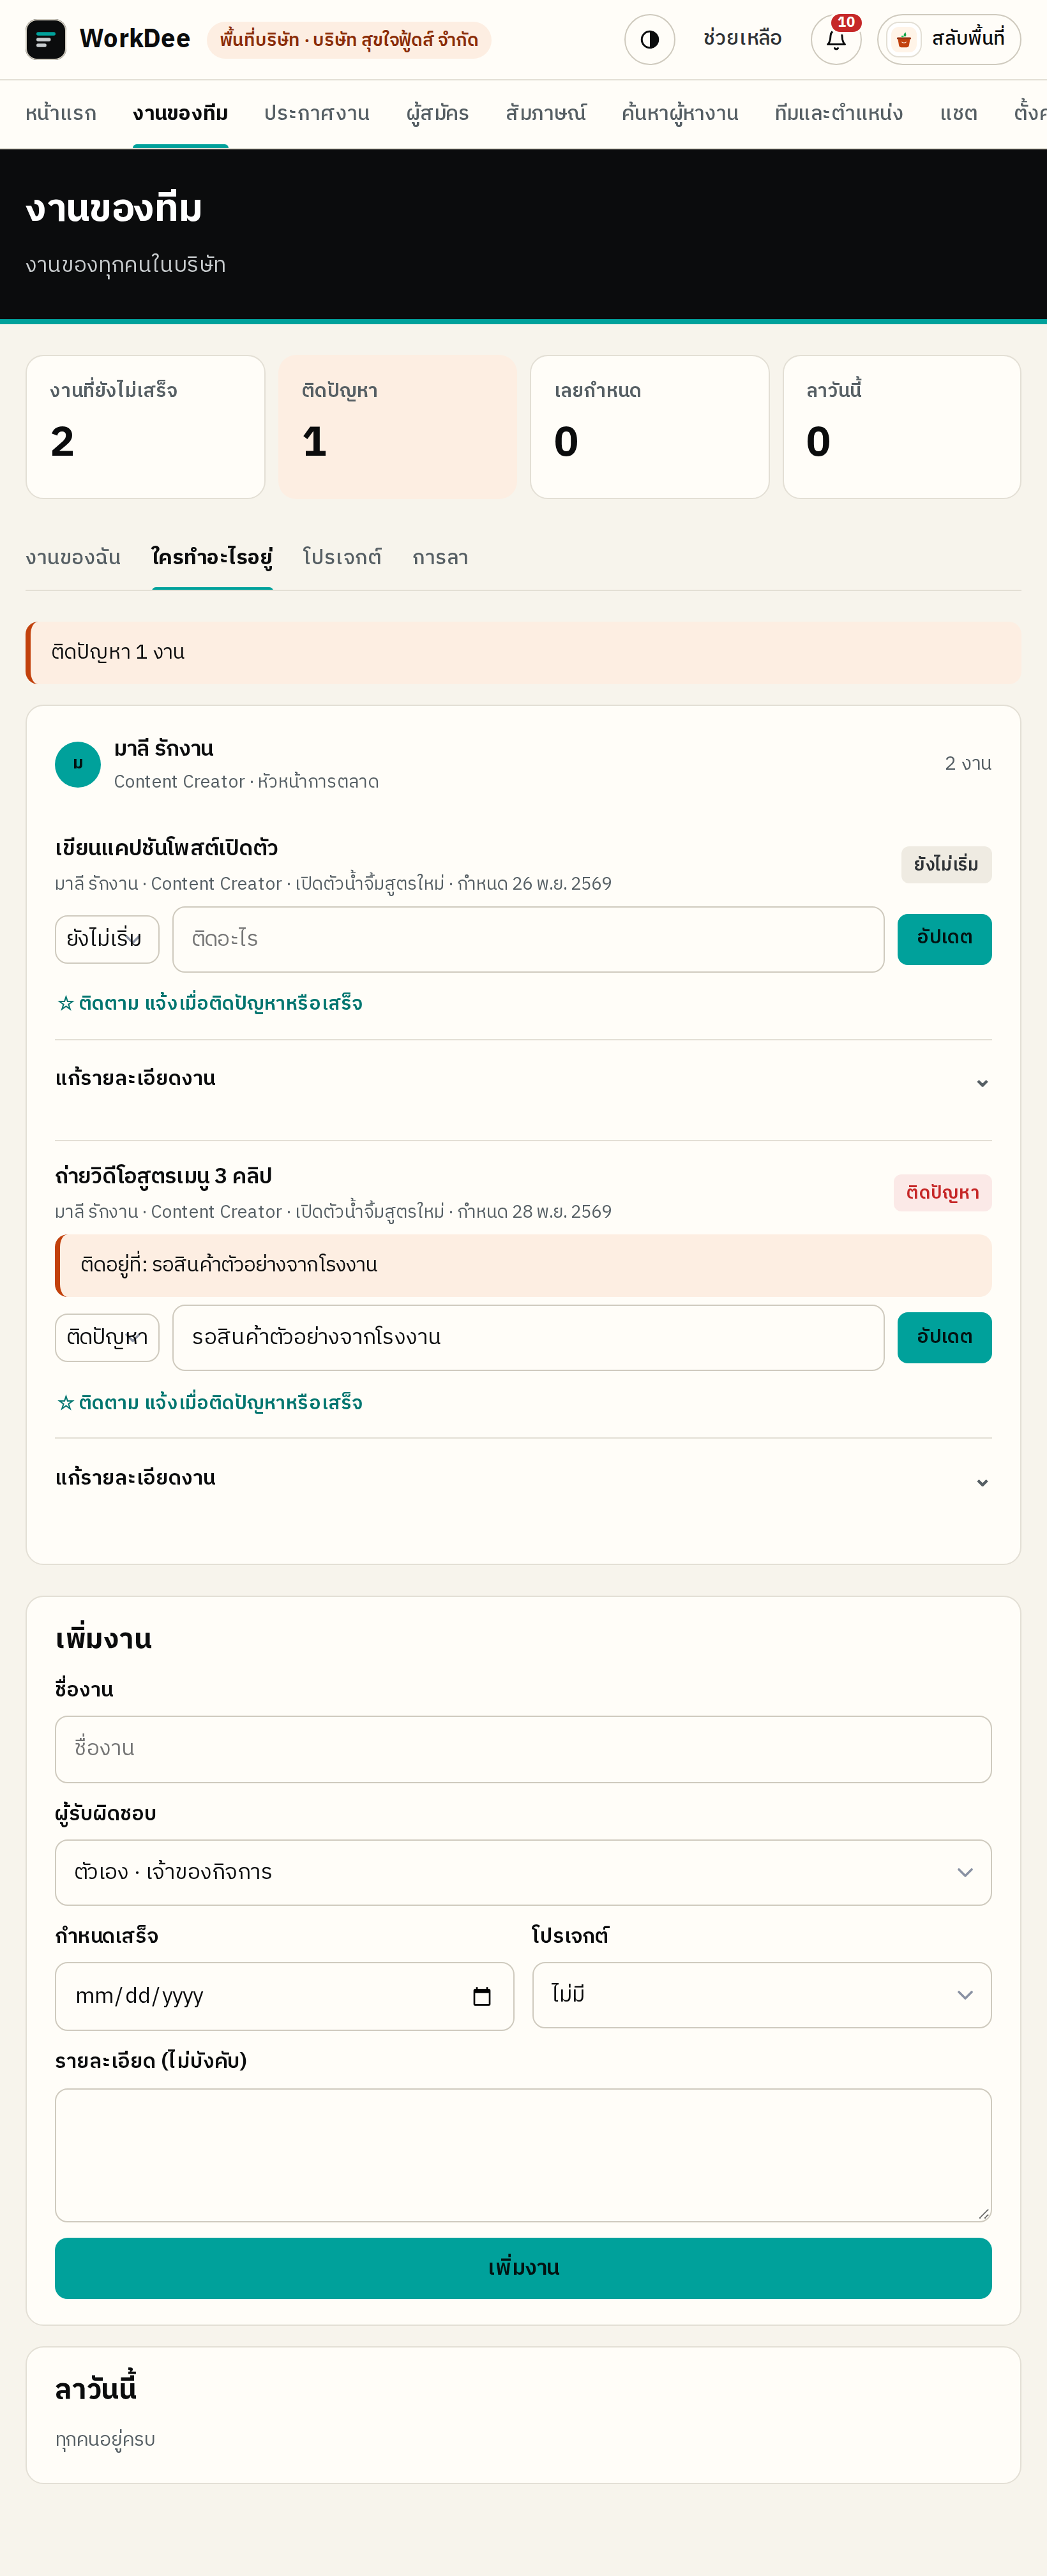 WorkDee
พื้นที่บริษัท · บริษัท สุขใจฟู้ดส์ จำกัด
ช่วยเหลือ
10
สลับพื้นที่
หน้าแรก
งานของทีม
ประกาศงาน
ผู้สมัคร
สัมภาษณ์
ค้นหาผู้หางาน
ทีมและตำแหน่ง
แชต
งานของทีม
งานของทุกคนในบริษัท
งานที่ยังไม่เสร็จ
2
ติดปัญหา
1
เลยกำหนด
0
ลาวันนี้
0
งานของฉัน
ใครทำอะไรอยู่
โปรเจกต์
การลา
ติดปัญหา 1 งาน
ม
มาลี รักงาน
Content Creator · หัวหน้าการตลาด
2 งาน
เขียนแคปชันโพสต์เปิดตัว
มาลี รักงาน · Content Creator · เปิดตัวน้ำจิ้มสูตรใหม่ · กำหนด 26 พ.ย. 2569
ยังไม่เริ่ม
ยังไม่เริ่ม
ติดอะไร
อัปเดต
☆ ติดตาม แจ้งเมื่อติดปัญหาหรือเสร็จ
แก้รายละเอียดงาน
ถ่ายวิดีโอสูตรเมนู 3 คลิป
มาลี รักงาน · Content Creator · เปิดตัวน้ำจิ้มสูตรใหม่ · กำหนด 28 พ.ย. 2569
ติดปัญหา
ติดอยู่ที่: รอสินค้าตัวอย่างจากโรงงาน
ติดปัญหา
รอสินค้าตัวอย่างจากโรงงาน
อัปเดต
☆ ติดตาม แจ้งเมื่อติดปัญหาหรือเสร็จ
แก้รายละเอียดงาน
เพิ่มงาน
ชื่องาน
ชื่องาน
ผู้รับผิดชอบ
ตัวเอง · เจ้าของกิจการ
กำหนดเสร็จ
โปรเจกต์
mm/dd/yyyy
ไม่มี
รายละเอียด (ไม่บังคับ)
เพิ่มงาน
ลาวันนี้
ทุกคนอยู่ครบ